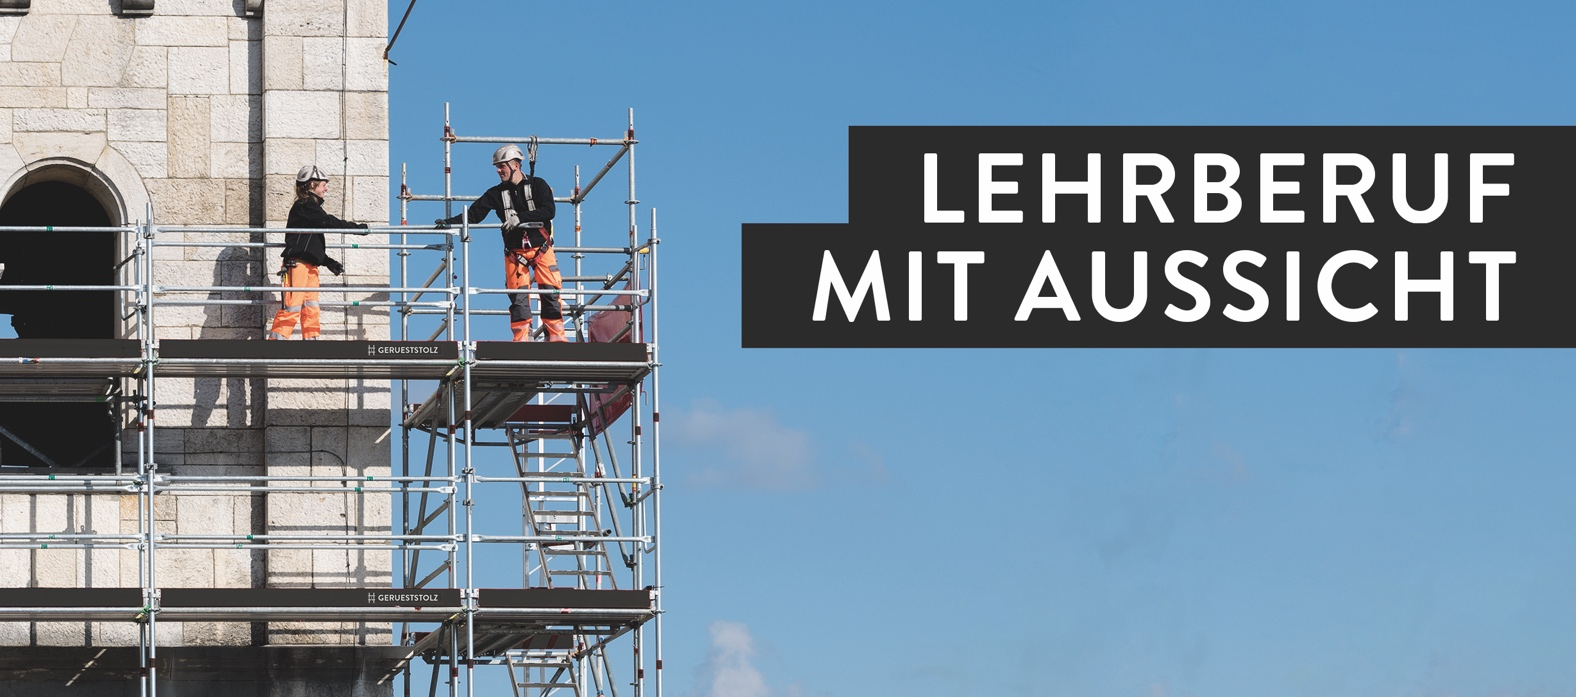 LEHRBERUF
MIT AUSSICHT
GERUESTSTOLZ
GERUESTSTOLZ